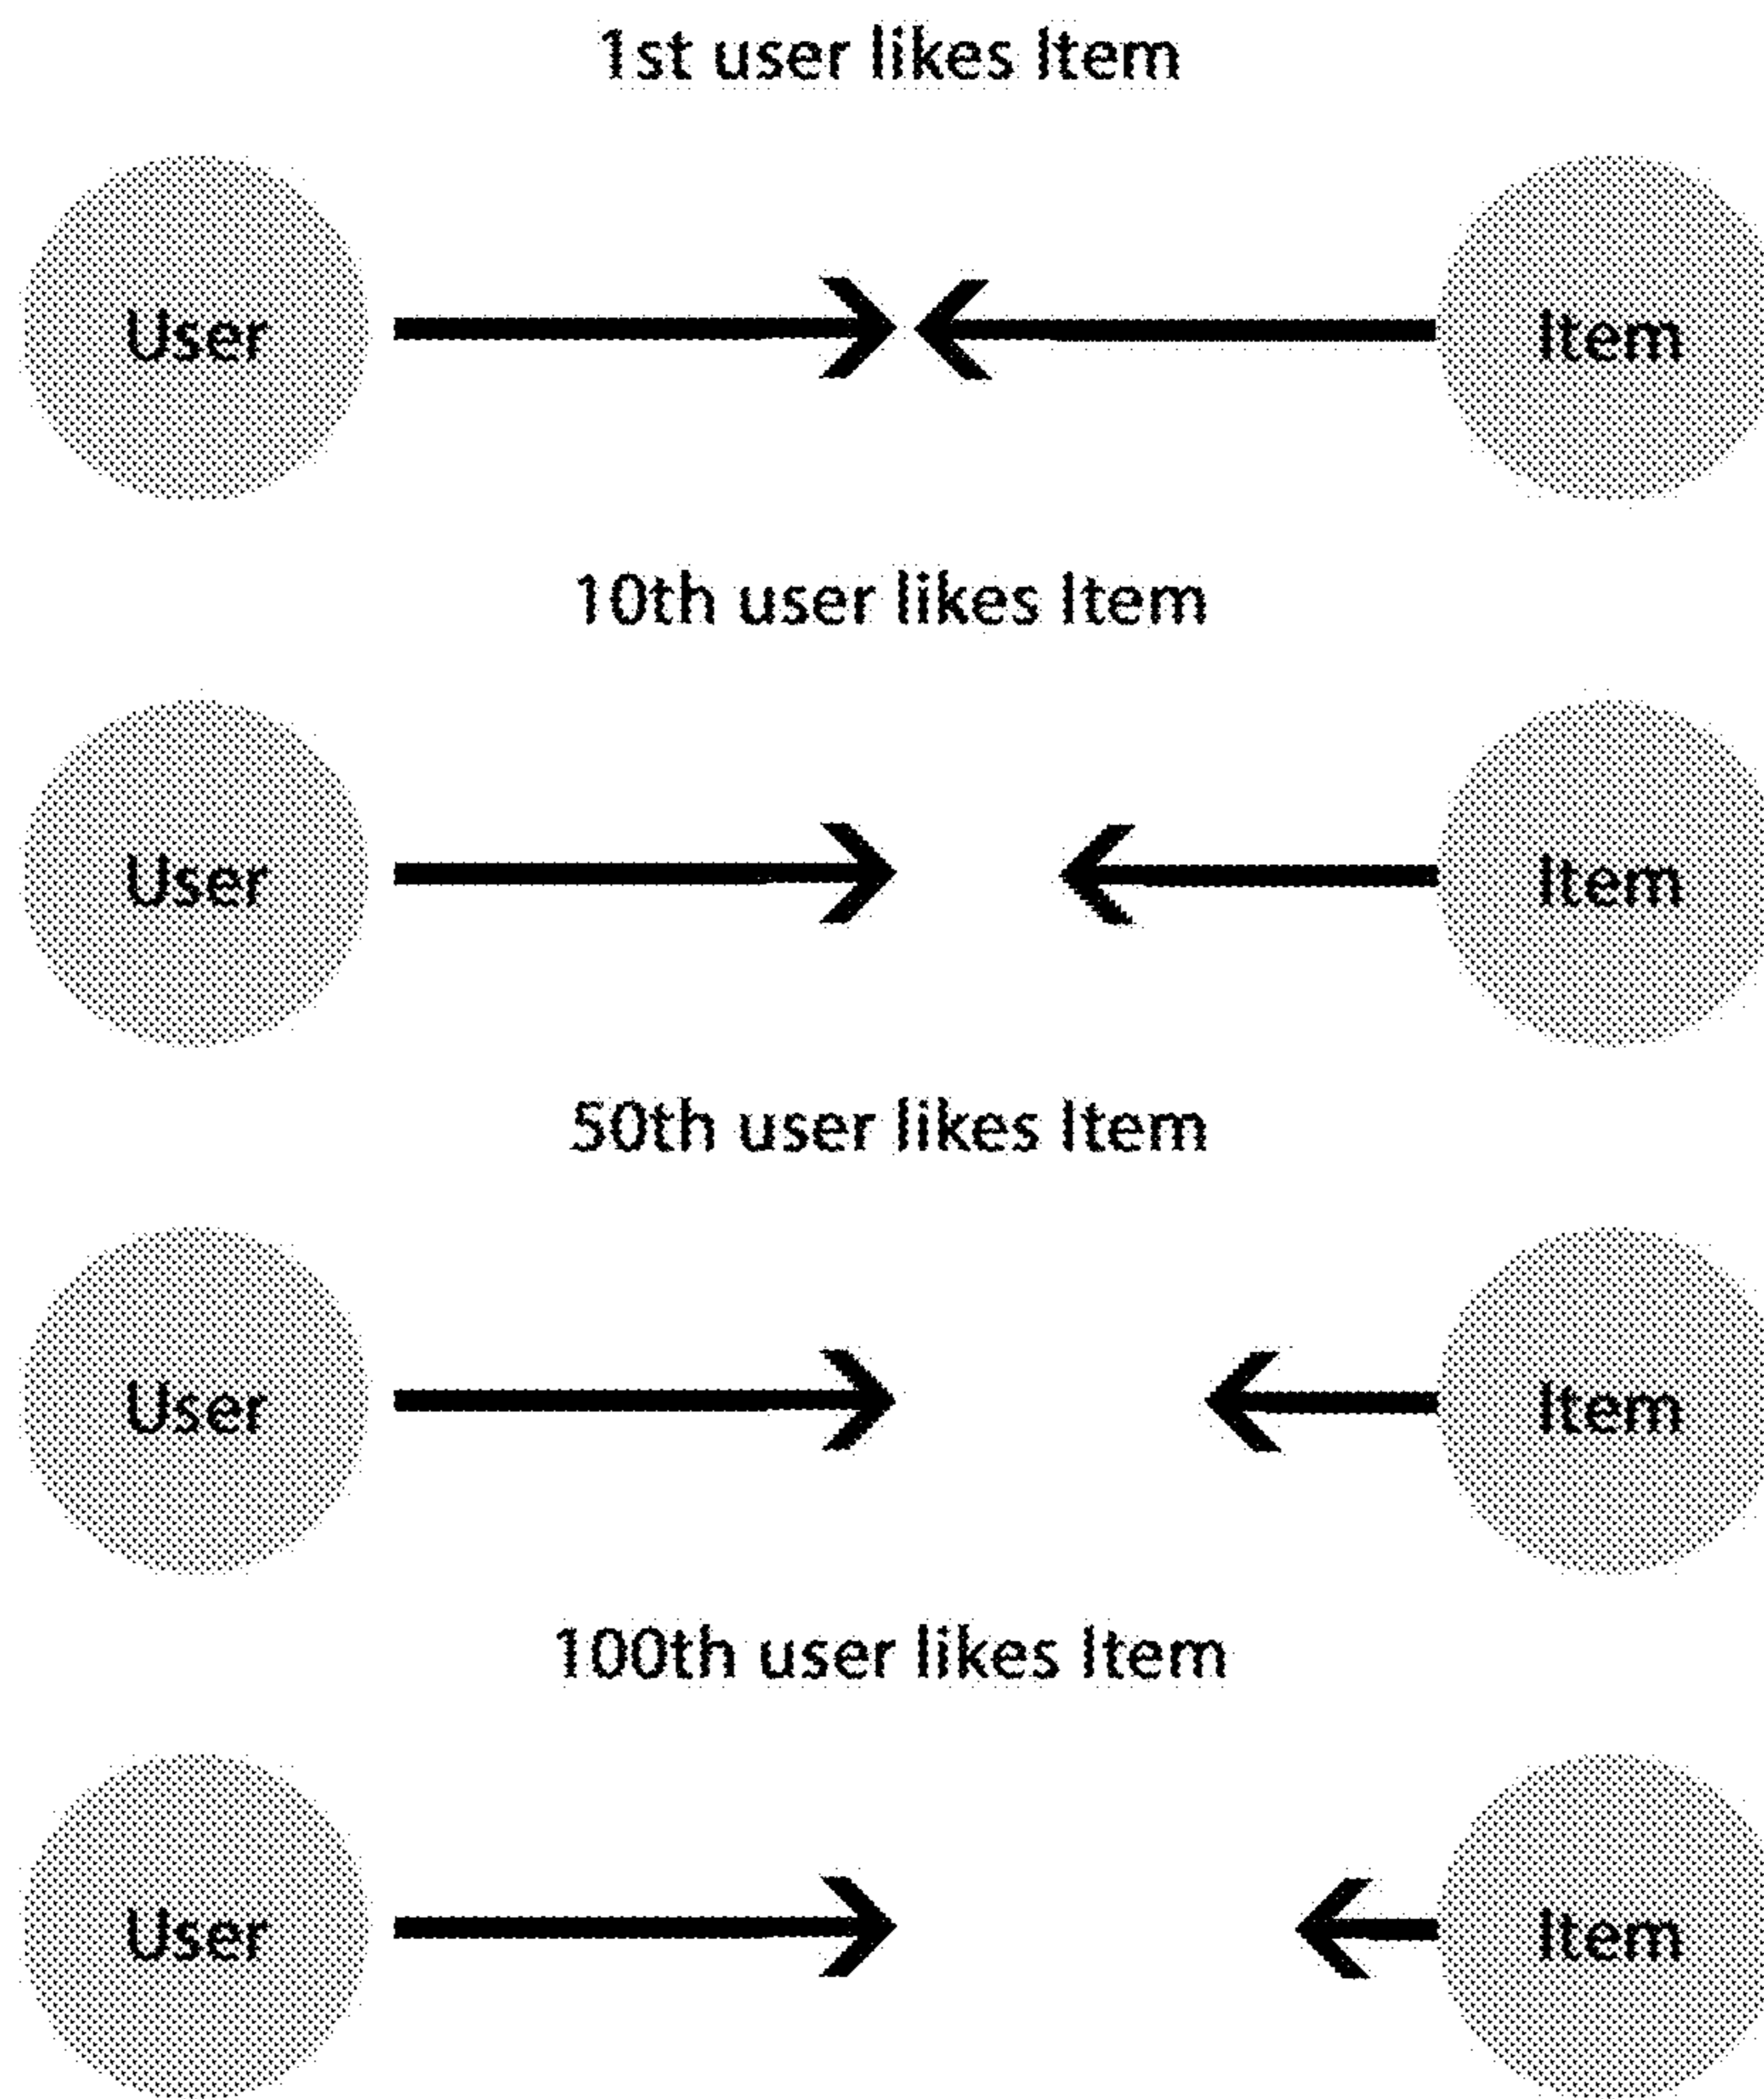 1st user likes Item
User Item
10th user likes Item
User Item
50th user likes Item
User Item
100th user likes Item
User Item